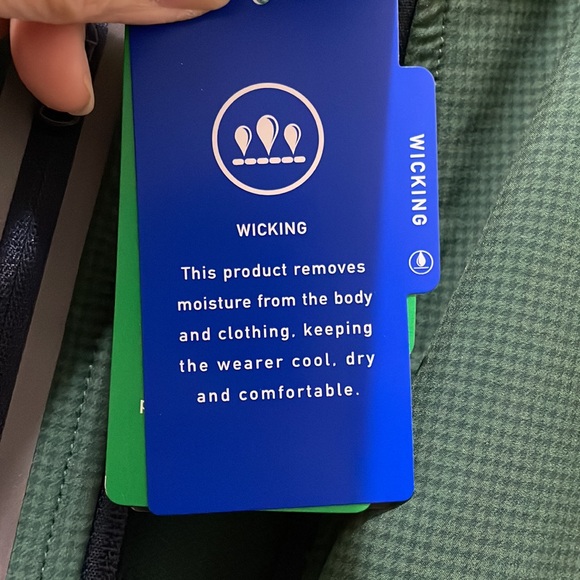 WICKING
This product removes
moisture from the body
and clothing, keeping
the wearer cool, dry
and comfortable.
WICKING